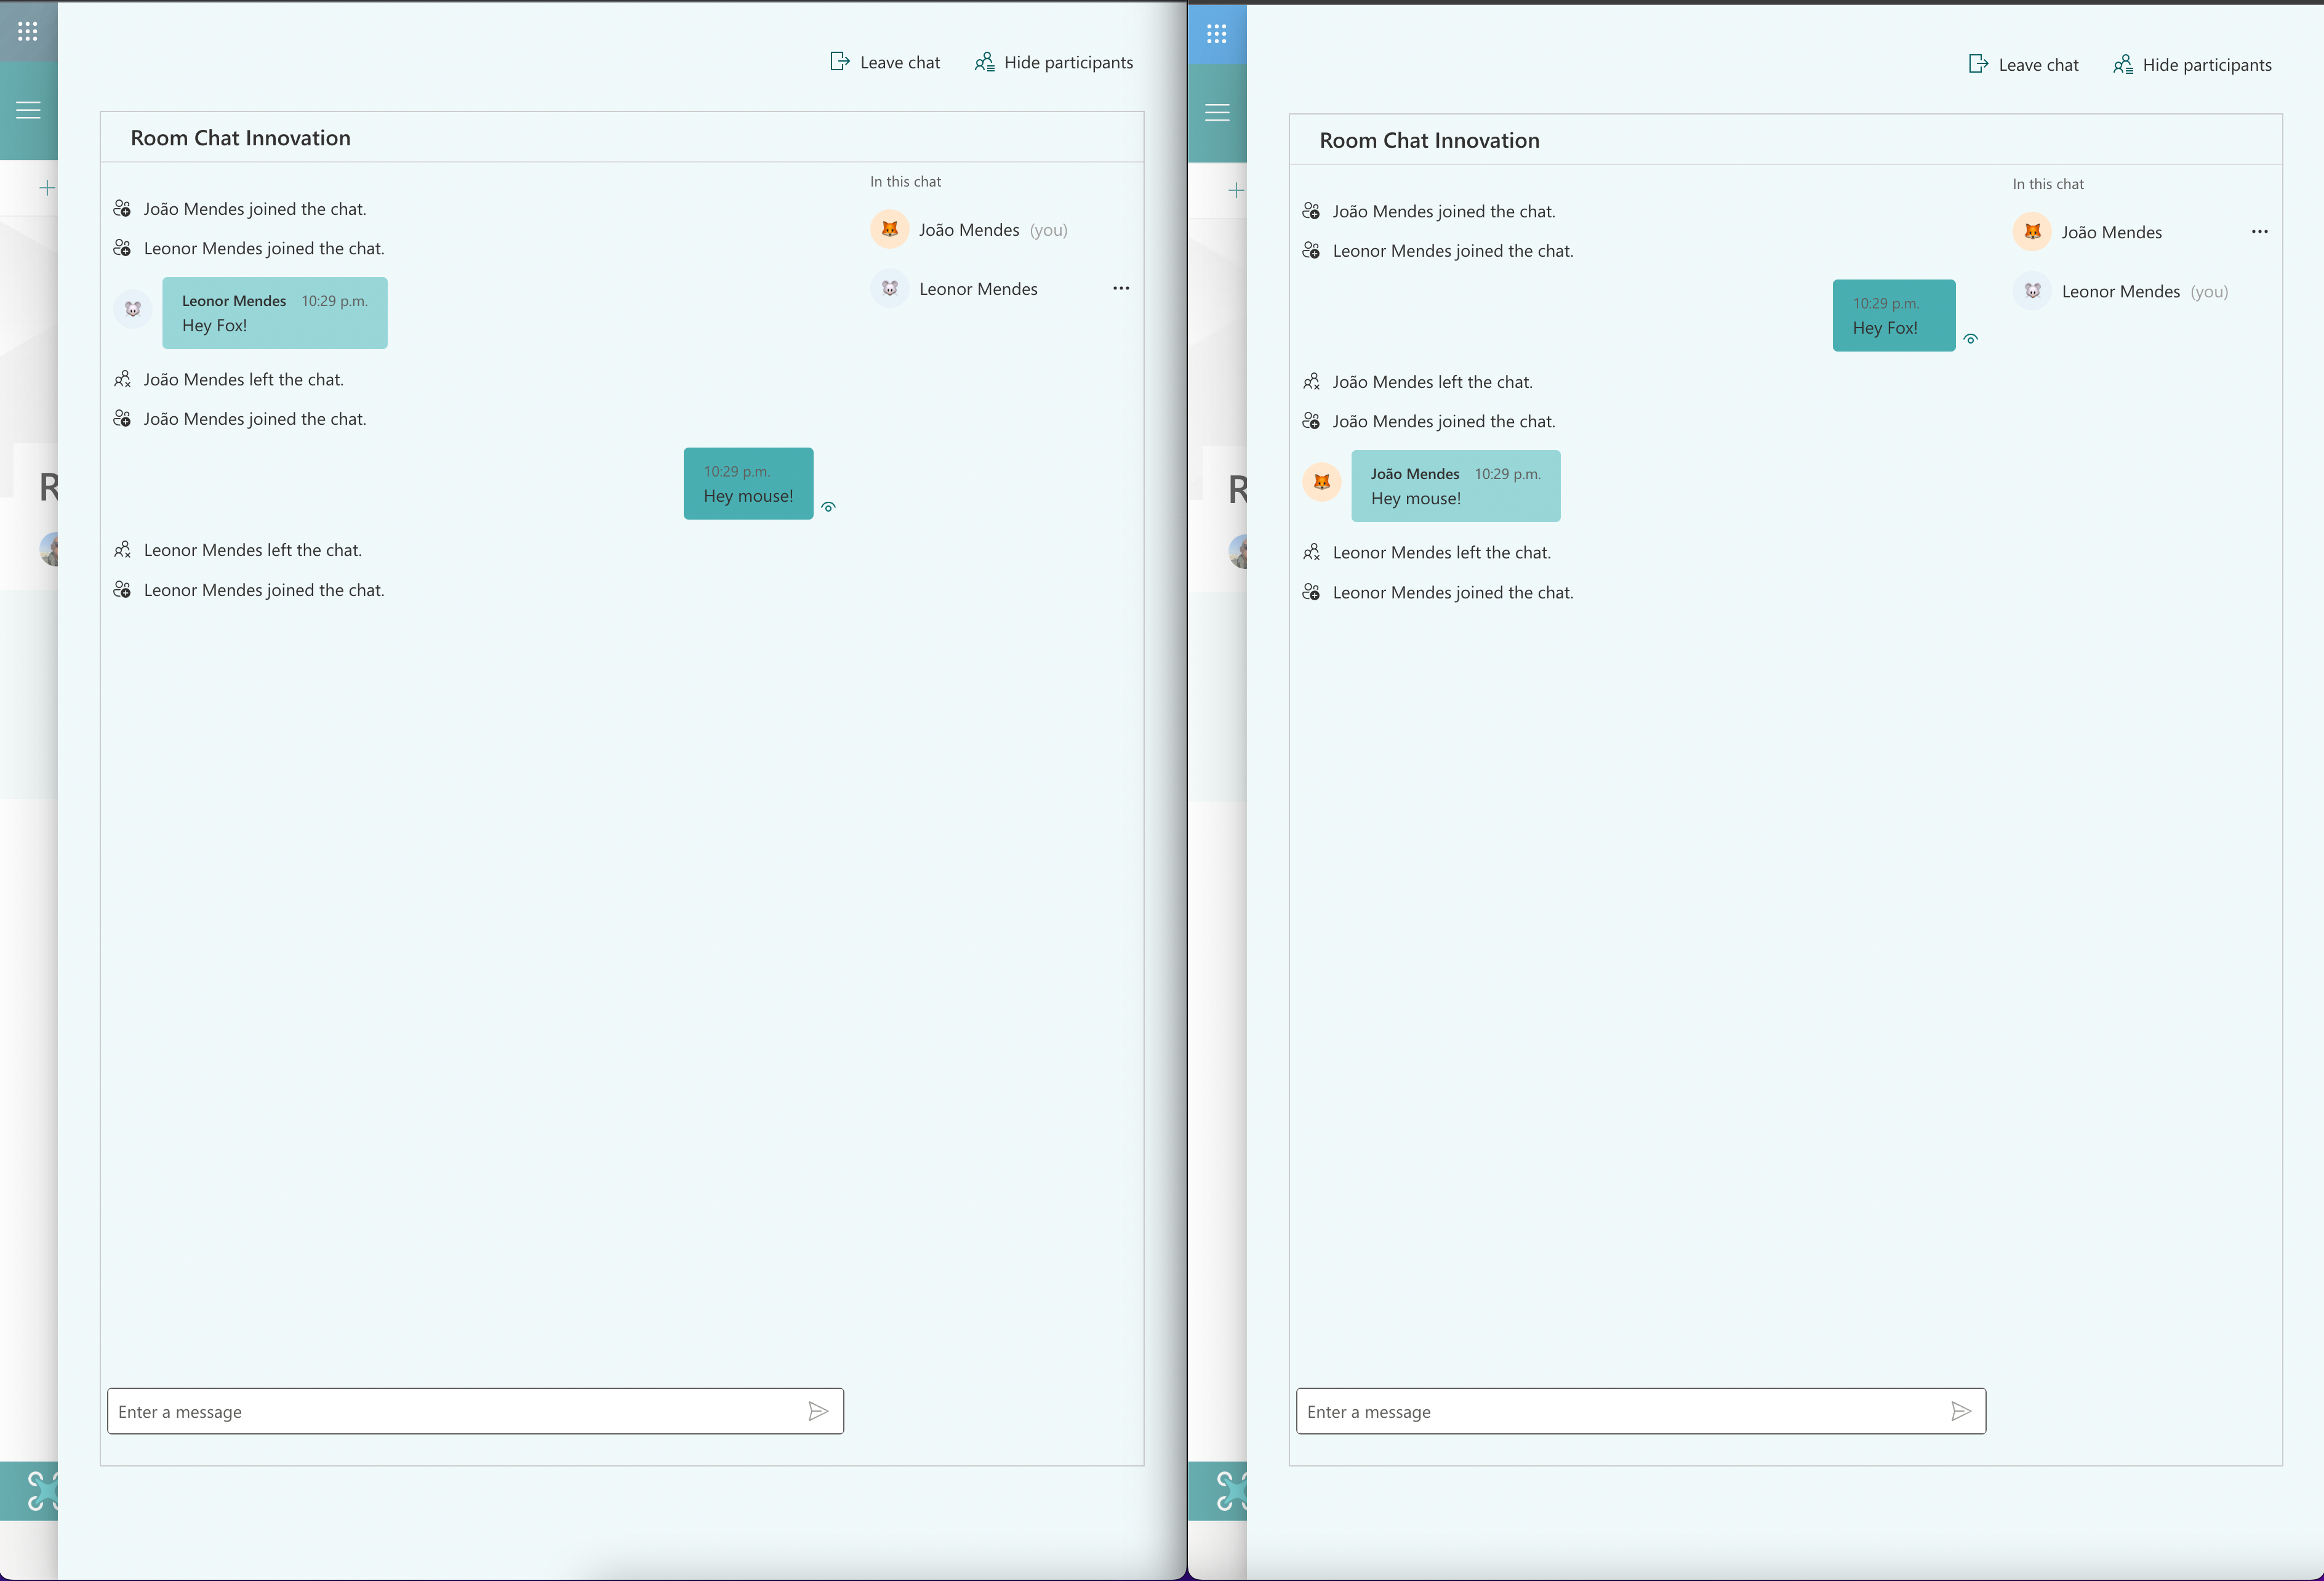 Leave chat Hide participants
Room Chat Innovation
In this chat
João Mendes joined the chat.
João Mendes (you)
Leonor Mendes joined the chat.
Leonor Mendes
Leonor Mendes 10:29 p.m.
Hey Fox!
João Mendes left the chat.
João Mendes joined the chat.
10:29 p.m.
Hey mouse!
Leonor Mendes left the chat.
Leonor Mendes joined the chat.
Enter a message
R
Leave chat Hide participants
Room Chat Innovation
In this chat
João Mendes joined the chat.
João Mendes
Leonor Mendes joined the chat.
Leonor Mendes (you)
10:29 p.m.
Hey Fox!
João Mendes left the chat.
João Mendes joined the chat.
João Mendes 10:29 p.m.
Hey mouse!
Leonor Mendes left the chat.
Leonor Mendes joined the chat.
Enter a message
R